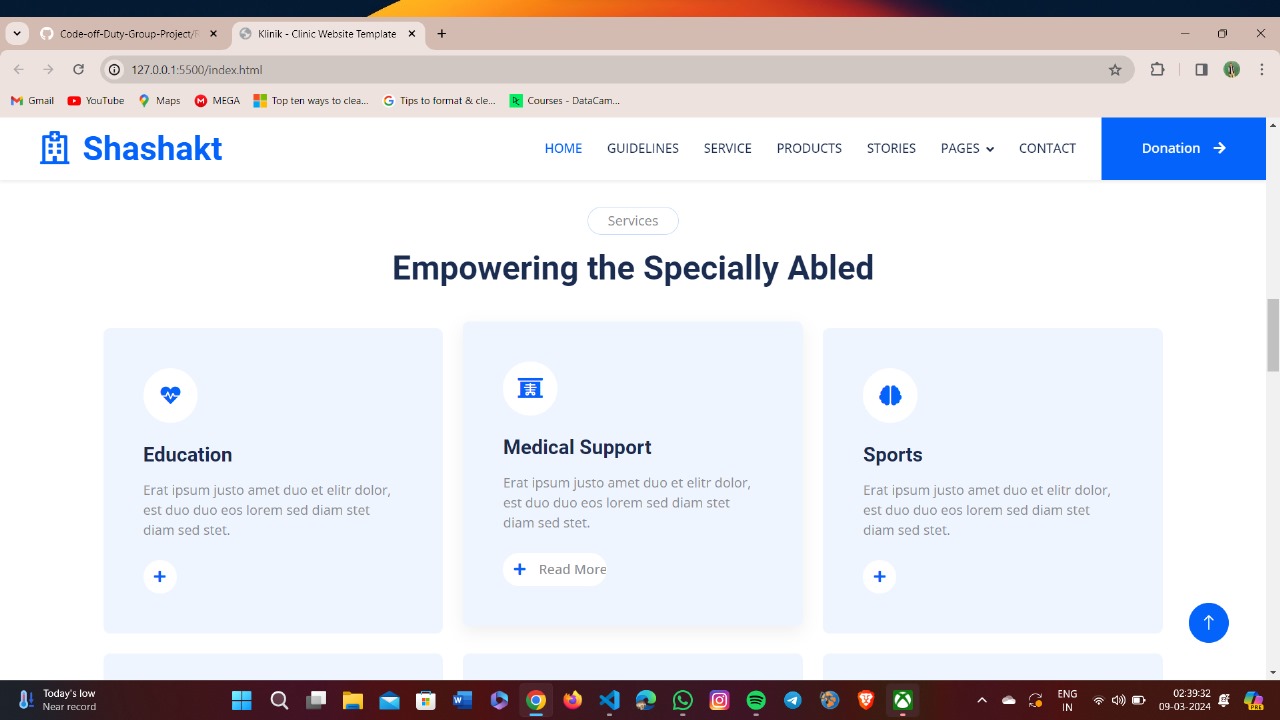 Code-off-Duty-Group-Project/
Klinik - Clinic Website Template
127.0.0.1:5500/index.html
Gmail
YouTube
Maps
MEGA
Top ten ways to clea...
Tips to format & cle...
Courses - DataCam...
Shashakt
HOME
GUIDELINES
SERVICE
PRODUCTS
STORIES
PAGES
CONTACT
Donation
Services
Empowering the Specially Abled
Education
Erat ipsum justo amet duo et elitr dolor,
est duo duo eos lorem sed diam stet
diam sed stet.
Medical Support
Erat ipsum justo amet duo et elitr dolor,
est duo duo eos lorem sed diam stet
diam sed stet.
Read More
Sports
Erat ipsum justo amet duo et elitr dolor,
est duo duo eos lorem sed diam stet
diam sed stet.
Today's low
Near record
ENG
IN
02:39:32
09-03-2024